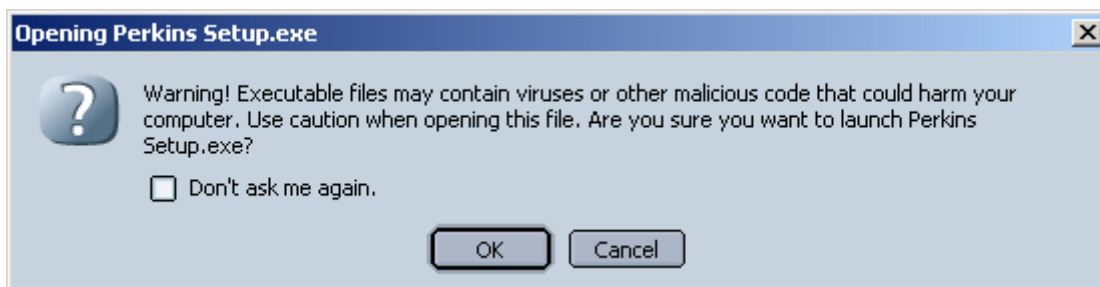 Opening Perkins Setup.exe
Warning! Executable files may contain viruses or other malicious code that could harm your
computer. Use caution when opening this file. Are you sure you want to launch Perkins
Setup.exe?
Don't ask me again.
OK Cancel